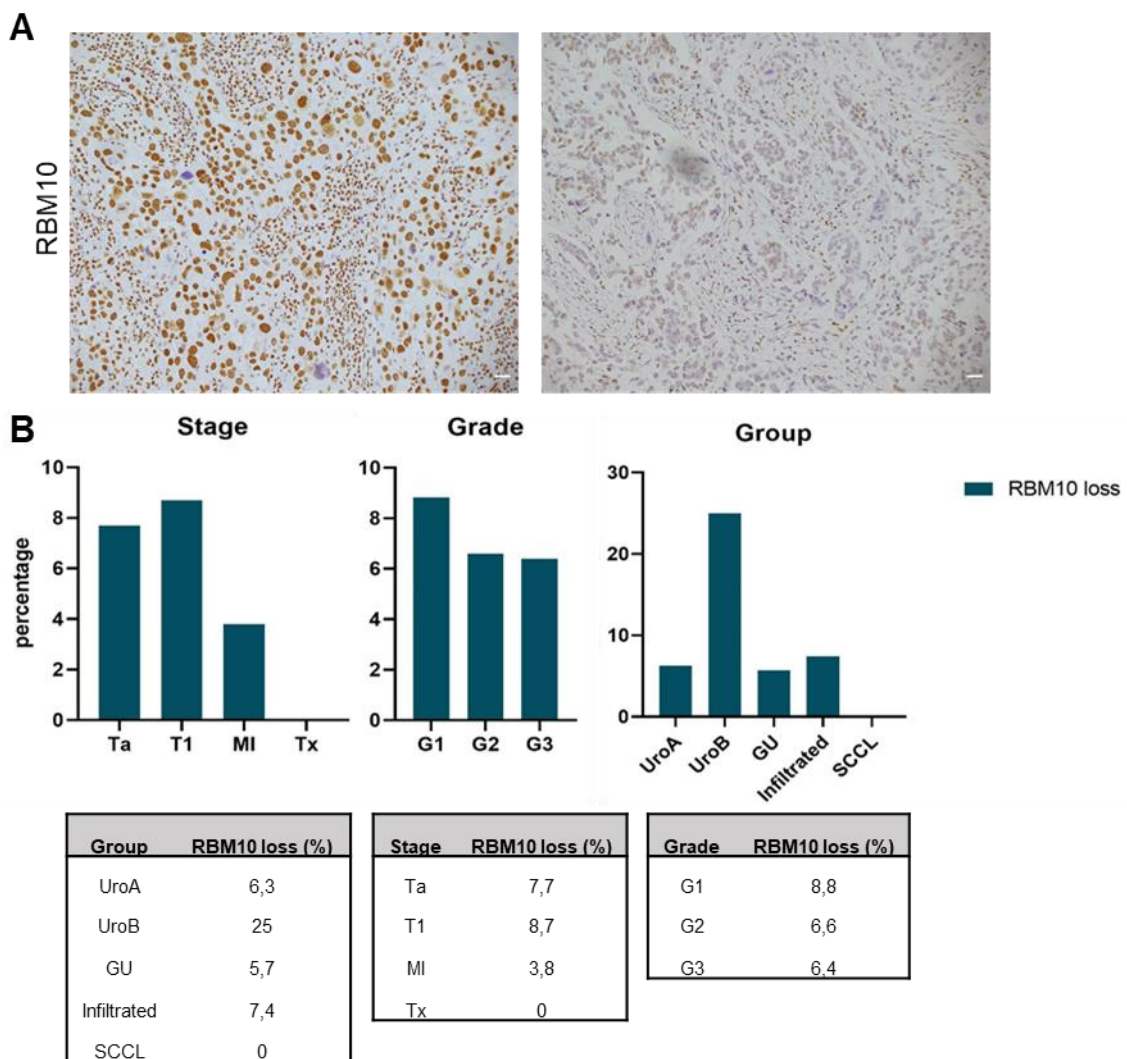 A
RBM10
B
Stage
Grade
Group
percentage
10
8
6
4
2
0
Ta T1 MI Tx
10
8
6
4
2
0
G1 G2 G3
30
20
10
0
UroA UroB GU Infiltrated SCCL
RBM10 loss
Group RBM10 loss (%)
UroA 6,3
UroB 25
GU 5,7
Infiltrated 7,4
SCCL 0
Stage RBM10 loss (%)
Ta 7,7
T1 8,7
MI 3,8
Tx 0
Grade RBM10 loss (%)
G1 8,8
G2 6,6
G3 6,4